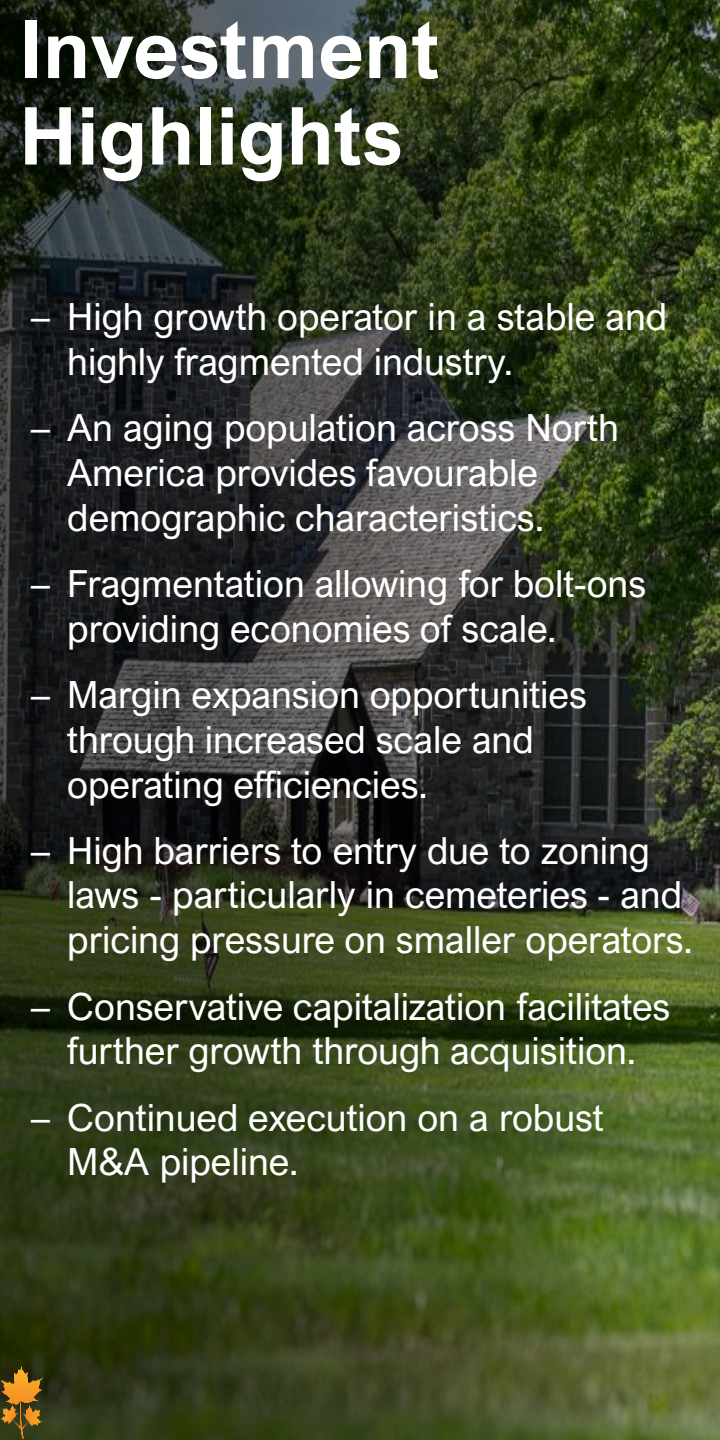 Investment
Highlights
– High growth operator in a stable and
highly fragmented industry.
– An aging population across North
America provides favourable
demographic characteristics.
– Fragmentation allowing for bolt-ons
providing economies of scale.
– Margin expansion opportunities
through increased scale and
operating efficiencies.
– High barriers to entry due to zoning
laws - particularly in cemeteries - and
pricing pressure on smaller operators.
– Conservative capitalization facilitates
further growth through acquisition.
– Continued execution on a robust
M&A pipeline.